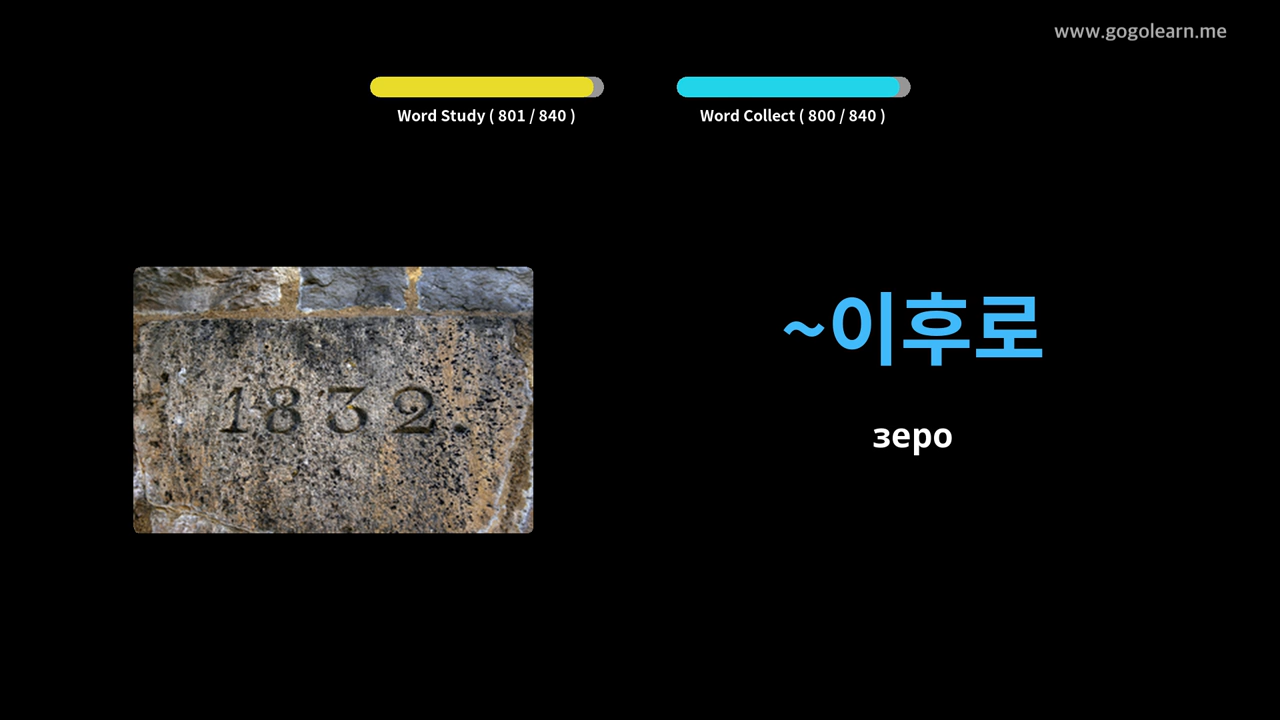 www.gogolearn.me
Word Study ( 801 / 840 )
Word Collect ( 800 / 840 )
1832.
~이후로
зеро